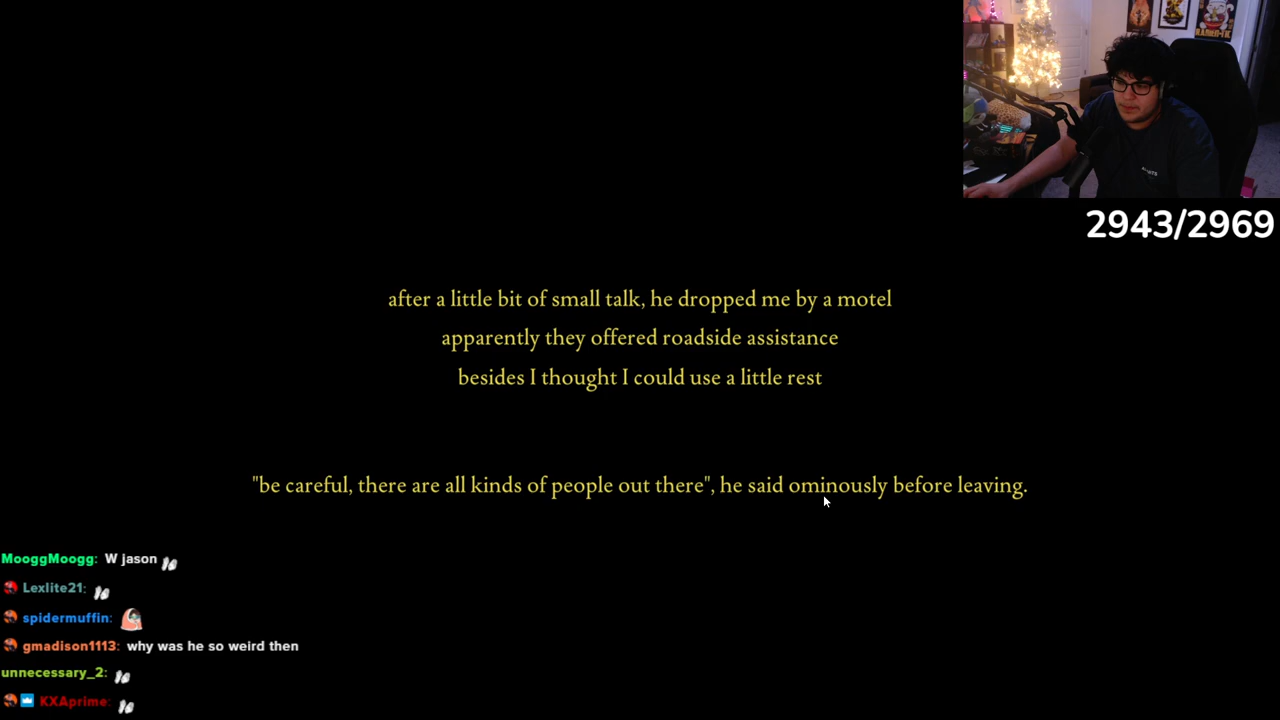 2943/2969
after a little bit of small talk, he dropped me by a motel
apparently they offered roadside assistance
besides I thought I could use a little rest
"be careful, there are all kinds of people out there", he said ominously before leaving.
MooggMoogg: W jason
Lexlite21:
spidermuffin:
gmadison1113: why was he so weird then
unnecessary_2:
KXAprime: